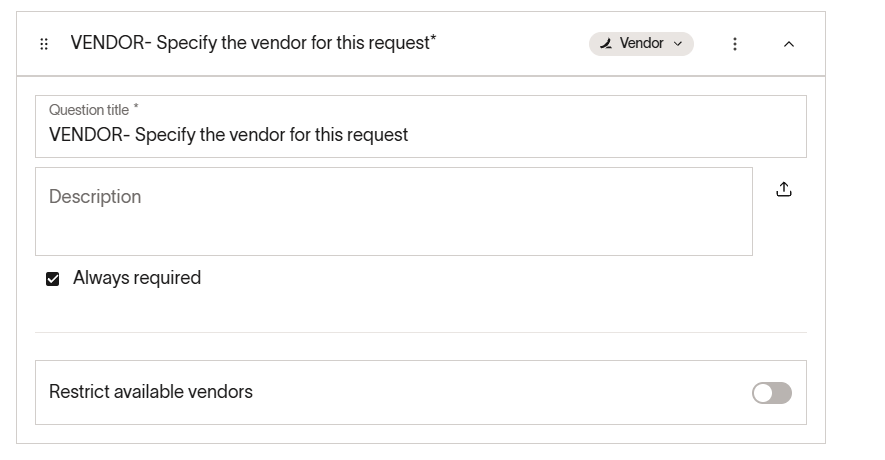 VENDOR- Specify the vendor for this request*
Vendor
Question title *
VENDOR- Specify the vendor for this request
Description
Always required
Restrict available vendors